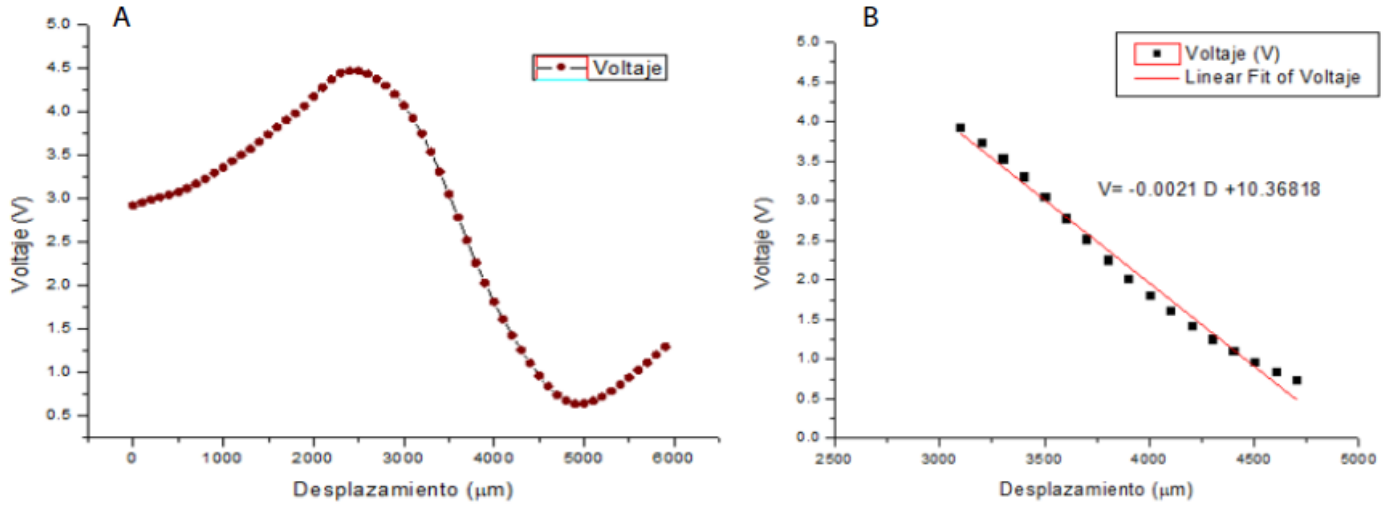 A
5.0
4.5
4.0
3.5
3.0
2.5
2.0
1.5
1.0
0.5
Voltaje (V)
Voltaje
0 1000 2000 3000 4000 5000 6000
Desplazamiento (μm)
B
5.0
4.5
4.0
3.5
3.0
2.5
2.0
1.5
1.0
0.5
0.0
Voltaje (V)
Voltaje (V)
Linear Fit of Voltaje
V= -0.0021 D +10.36818
2500 3000 3500 4000 4500 5000
Desplazamiento (μm)